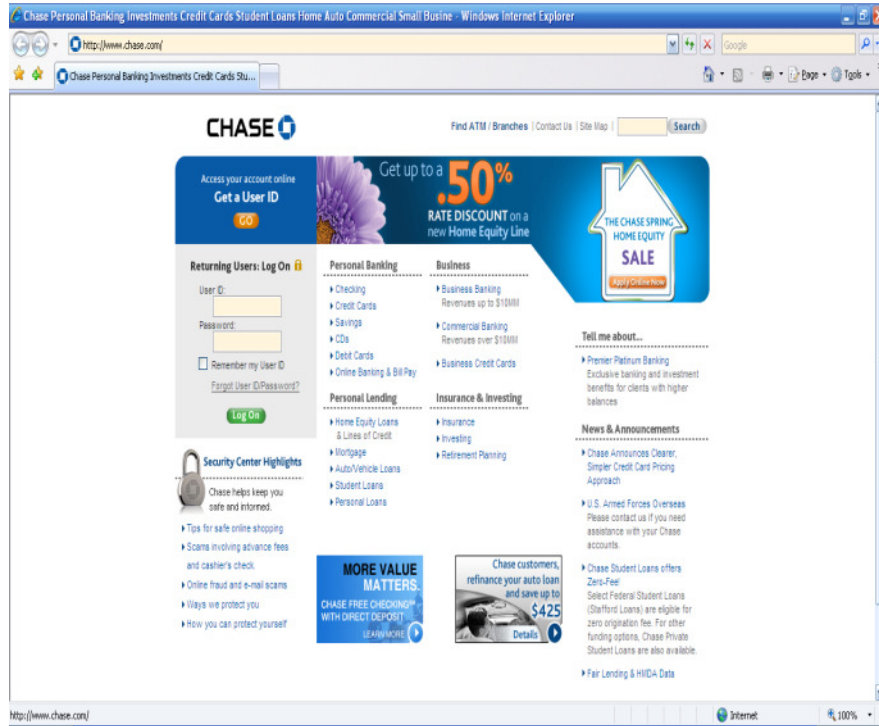 Chase Personal Banking Investments Credit Cards Student Loans Home Auto Commercial Small Busine - Windows Internet Explorer
http://www.chase.com/
Google
Chase Personal Banking Investments Credit Cards Stu...
Page
Tools
CHASE
Find ATM / Branches | Contact Us | Site Map |
Search
Access your account online
Get a User ID
GO
Get up to a .50%
RATE DISCOUNT on a
new Home Equity Line
THE CHASE SPRING
HOME EQUITY
SALE
Apply Online Now
Returning Users: Log On
User ID:
Password:
Remember my User ID
Forgot User ID/Password?
Log On
Security Center Highlights
Chase helps keep you
safe and informed.
Tips for safe online shopping
Scams involving advance fees
and cashier's check
Online fraud and e-mail scams
Ways we protect you
How you can protect yourself
Personal Banking
Checking
Credit Cards
Savings
CDs
Debit Cards
Online Banking & Bill Pay
Personal Lending
Home Equity Loans
& Lines of Credit
Mortgage
Auto/Vehicle Loans
Student Loans
Personal Loans
Business
Business Banking
Revenues up to $10MM
Commercial Banking
Revenues over $10MM
Business Credit Cards
Insurance & Investing
Insurance
Investing
Retirement Planning
MORE VALUE
MATTERS.
CHASE FREE CHECKING℠
WITH DIRECT DEPOSIT
LEARN MORE
Chase customers,
refinance your auto loan
and save up to
$425
Details
Tell me about...
Premier Platinum Banking
Exclusive banking and investment
benefits for clients with higher
balances
News & Announcements
Chase Announces Clearer,
Simpler Credit Card Pricing
Approach
U.S. Armed Forces Overseas
Please contact us if you need
assistance with your Chase
accounts.
Chase Student Loans offers
Zero-Fee!
Select Federal Student Loans
(Stafford Loans) are eligible for
zero origination fee. For other
funding options, Chase Private
Student Loans are also available.
Fair Lending & HMDA Data
http://www.chase.com/
Internet
100%